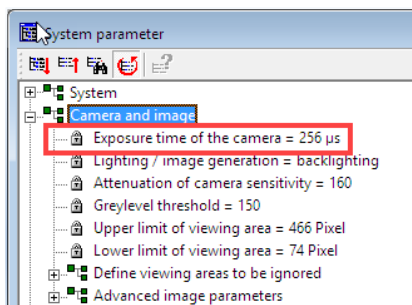 System parameter
System
Camera and image
Exposure time of the camera = 256 µs
Lighting / image generation = backlighting
Attenuation of camera sensitivity = 160
Greylevel threshold = 150
Upper limit of viewing area = 466 Pixel
Lower limit of viewing area = 74 Pixel
Define viewing areas to be ignored
Advanced image parameters